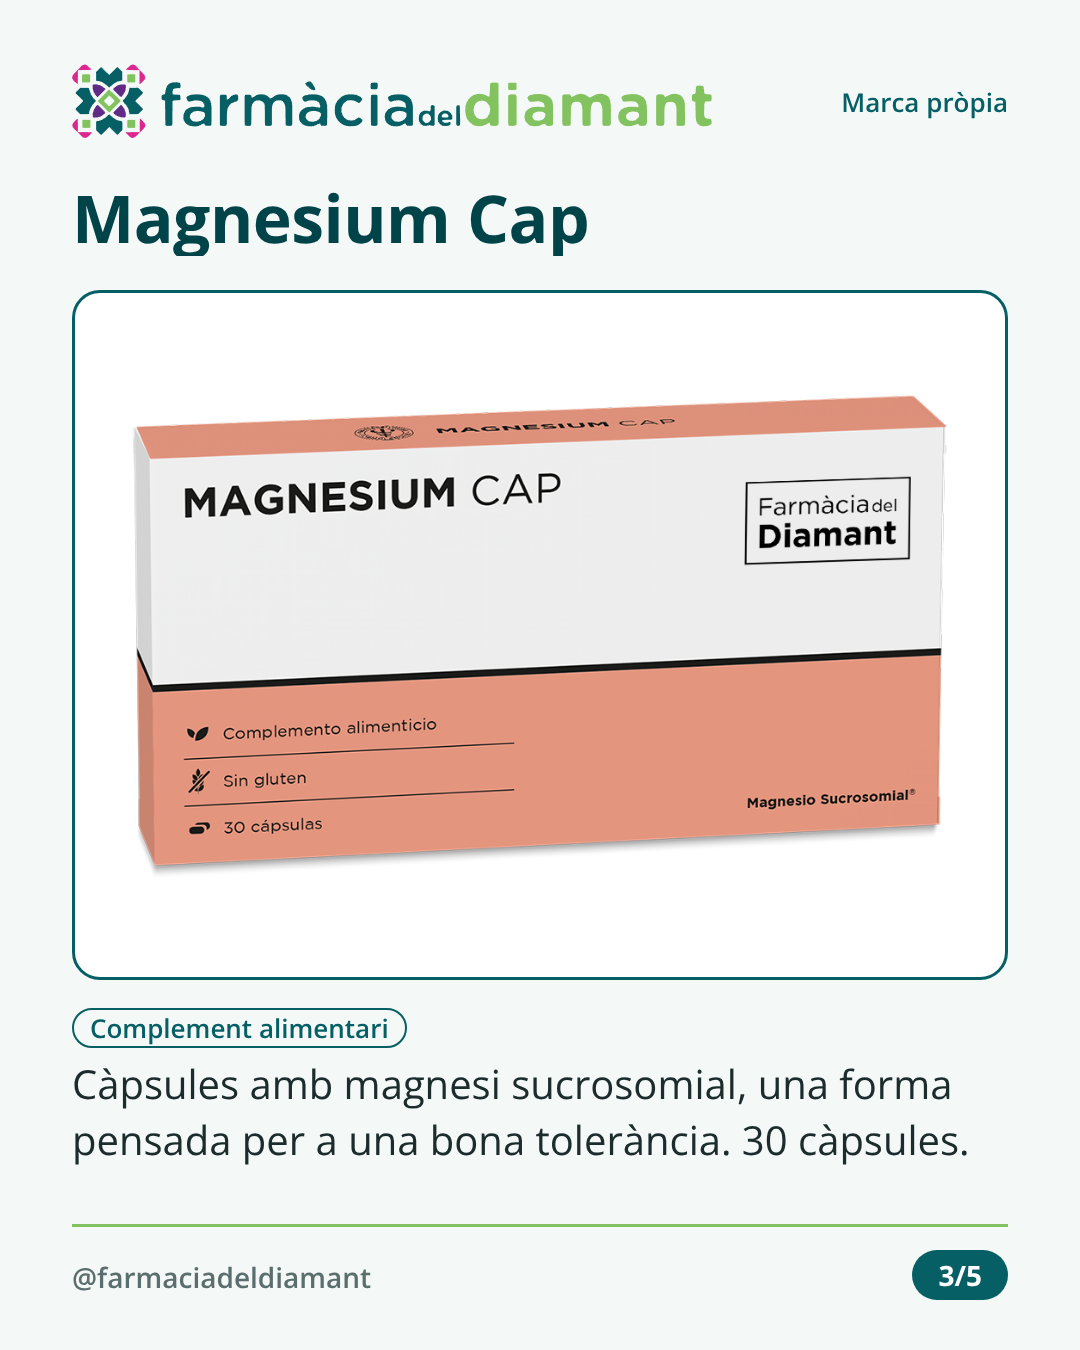 farmàciadeldiamant
Marca pròpia
Magnesium Cap
MAGNESIUM CAP
MAGNESIUM CAP
Farmàciadel
Diamant
Complemento alimenticio
Sin gluten
30 cápsulas
Magnesio Sucrosomial®
Complement alimentari
Càpsules amb magnesi sucrosomial, una forma
pensada per a una bona tolerància. 30 càpsules.
@farmaciadeldiamant
3/5